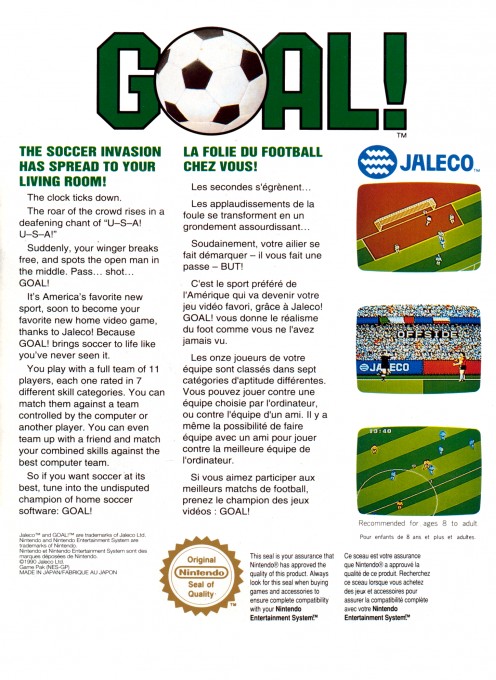 GOAL!
TM
THE SOCCER INVASION
HAS SPREAD TO YOUR
LIVING ROOM!
The clock ticks down.
The roar of the crowd rises in a
deafening chant of “U–S–A!
U–S–A!”
Suddenly, your winger breaks
free, and spots the open man
in the middle. Pass… shot…
GOAL!
It's America's favorite new
sport, soon to become your
favorite new home video game,
thanks to Jaleco! Because
GOAL! brings soccer to life like
you've never seen it.
You play with a full team of 11
players, each one rated in 7
different skill categories. You can
match them against a team
controlled by the computer or
another player. You can even
team up with a friend and match
your combined skills against the
best computer team.
So if you want soccer at its
best, tune into the undisputed
champion of home soccer
software: GOAL!
LA FOLIE DU FOOTBALL
CHEZ VOUS!
Les secondes s'égrènent…
Les applaudissements de la
foule se transforment en un
grondement assourdissant…
Soudainement, votre ailier se
fait démarquer – il vous fait une
passe – BUT!
C'est le sport préféré de
l'Amérique qui va devenir votre
jeu vidéo favori, grâce à Jaleco!
GOAL! vous donne le réalisme
du foot comme vous ne l'avez
jamais vu.
Les onze joueurs de votre
équipe sont classés dans sept
catégories d'aptitude différentes.
Vous pouvez jouer contre une
équipe choisie par l'ordinateur,
ou contre l'équipe d'un ami. Il y a
même la possibilité de faire
équipe avec un ami pour jouer
contre la meilleure équipe de
l'ordinateur.
Si vous aimez participer aux
meilleurs matchs de football,
prenez le champion des jeux
vidéos : GOAL!
JALECO TM
OFFSIDE
JALECO
13:40
Recommended for ages 8 to adult
Pour enfants de 8 ans et plus et adultes.
Jaleco™ and GOAL!™ are trademarks of Jaleco Ltd.
Nintendo and Nintendo Entertainment System are
trademarks of Nintendo.
Nintendo et Nintendo Entertainment System sont des
marques déposées de Nintendo.
©1990 Jaleco Ltd.
Game Pak (NES-GP)
MADE IN JAPAN/FABRIQUE AU JAPON
Original
Nintendo
Seal of
Quality
TM
This seal is your assurance that
Nintendo® has approved the
quality of this product. Always
look for this seal when buying
games and accessories to
ensure complete compatibility
with your Nintendo
Entertainment System™
Ce sceau est votre assurance
que Nintendo® a approuvé la
qualité de ce produit. Recherchez
ce sceau lorsque vous achetez
des jeux et accessoires pour
assurer la compatibilité complète
avec votre Nintendo
Entertainment System™